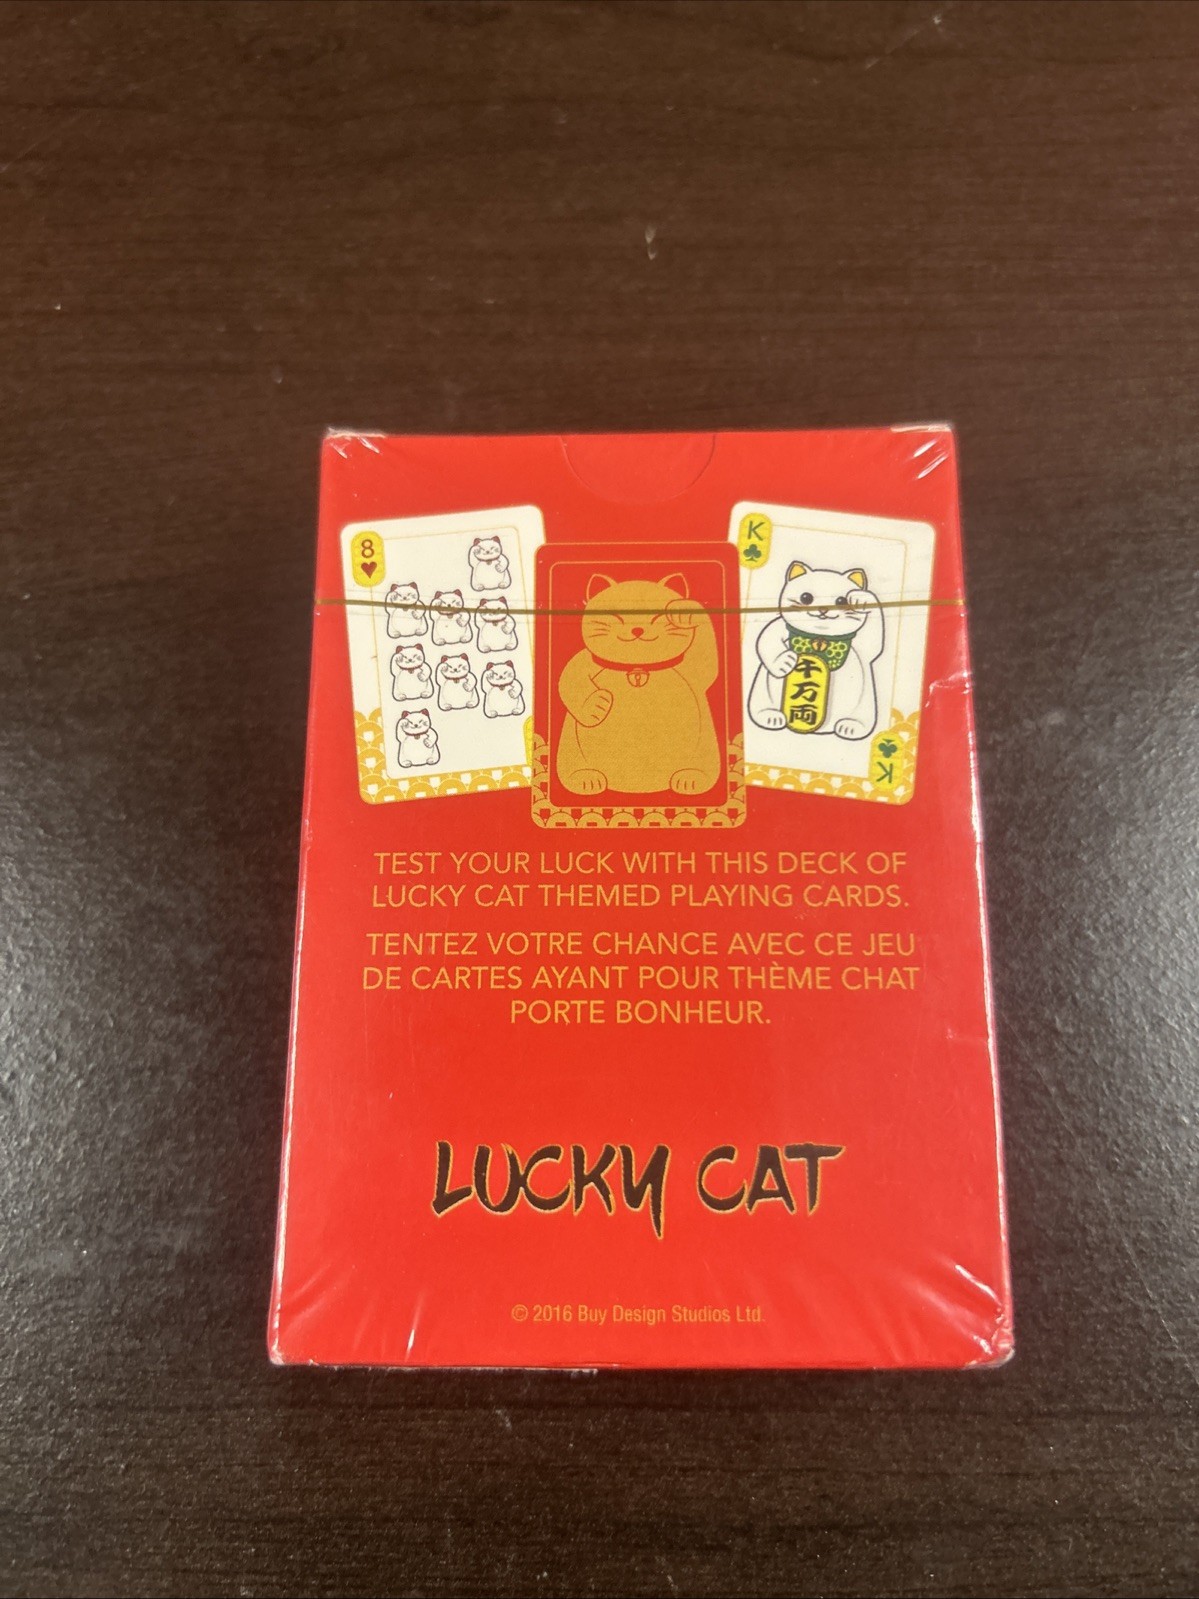 8
K
千
万
両
K
TEST YOUR LUCK WITH THIS DECK OF
LUCKY CAT THEMED PLAYING CARDS.
TENTEZ VOTRE CHANCE AVEC CE JEU
DE CARTES AYANT POUR THÈME CHAT
PORTE BONHEUR.
LUCKY CAT
© 2016 Buy Design Studios Ltd.